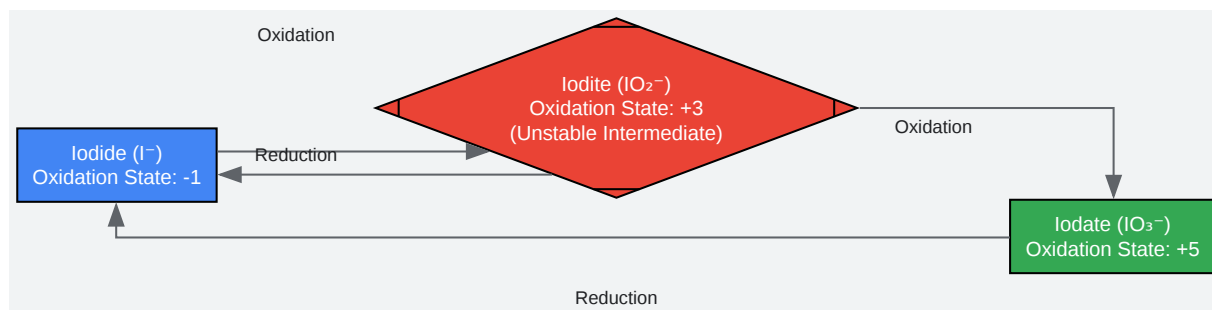 Oxidation
Iodite (IO₂⁻)
Oxidation State: +3
(Unstable Intermediate)
Oxidation
Iodide (I⁻)
Oxidation State: -1
Reduction
Iodate (IO₃⁻)
Oxidation State: +5
Reduction